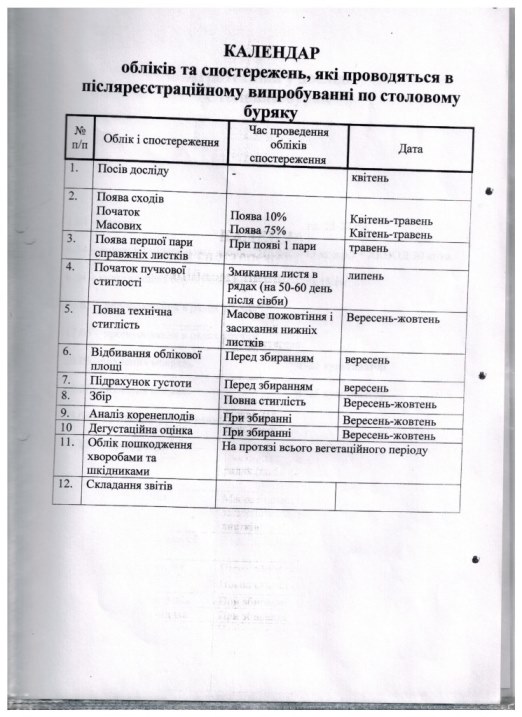 КАЛЕНДАР
обліків та спостережень, які проводяться в
післяреєстраційному випробуванні по столовому
буряку
№ п/п Облік і спостереження Час проведення обліків спостереження Дата
1. Посів досліду - квітень
2. Поява сходів
Початок Поява 10% Квітень-травень
Масових Поява 75% Квітень-травень
3. Поява першої пари При появі 1 пари травень
справжніх листків
4. Початок пучкової Змикання листя в липень
стиглості рядах (на 50-60 день
після сівби)
5. Повна технічна Масове пожовтіння і Вересень-жовтень
стиглість засихання нижніх
листків
6. Відбивання облікової Перед збиранням вересень
площі
7. Підрахунок густоти Перед збиранням вересень
8. Збір Повна стиглість Вересень-жовтень
9. Аналіз коренеплодів При збиранні Вересень-жовтень
10 Дегустаційна оцінка При збиранні Вересень-жовтень
11. Облік пошкодження На протязі всього вегетаційного періоду
хворобами та
шкідниками
12. Складання звітів